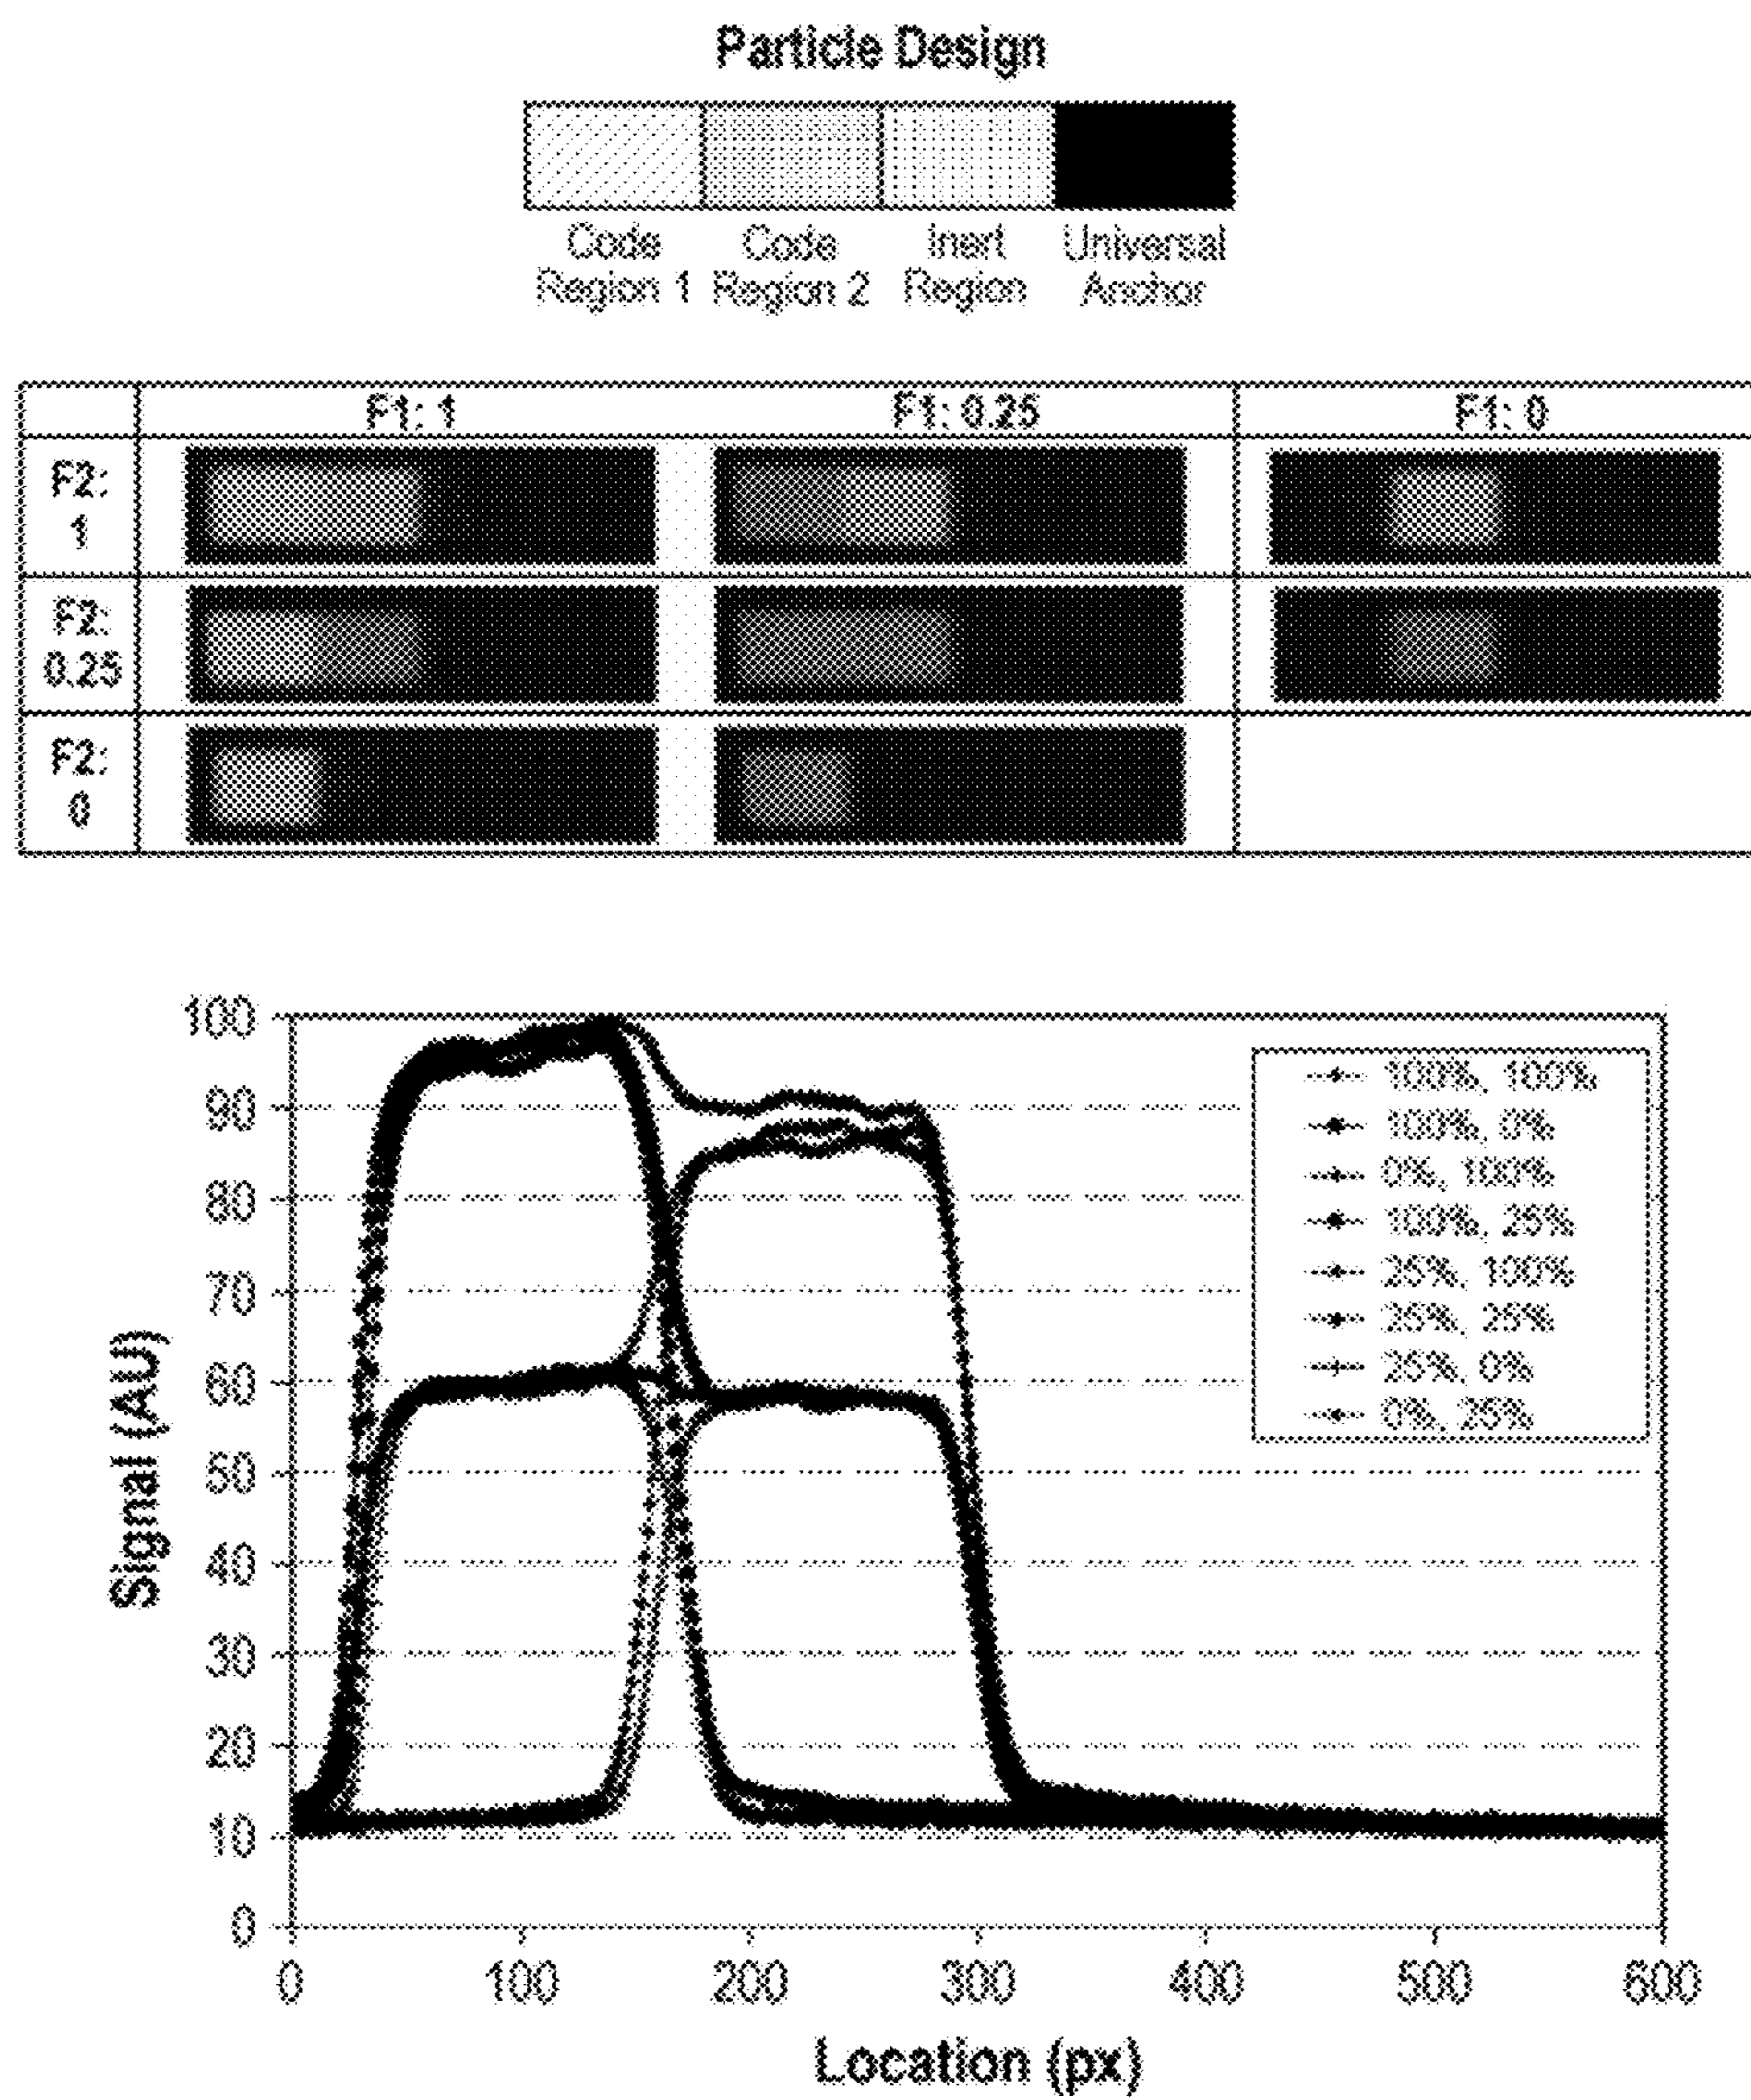 Particle Design
Code Region 1
Code Region 2
Inert Region
Universal Anchor
F1: 1
F1: 0.25
F1: 0
F2: 1
F2: 0.25
F2: 0
100
90
80
70
60
50
40
30
20
10
0
Signal (AU)
100%, 100%
100%, 0%
0%, 100%
100%, 25%
25%, 100%
25%, 25%
25%, 0%
0%, 25%
0
100
200
300
400
500
600
Location (px)